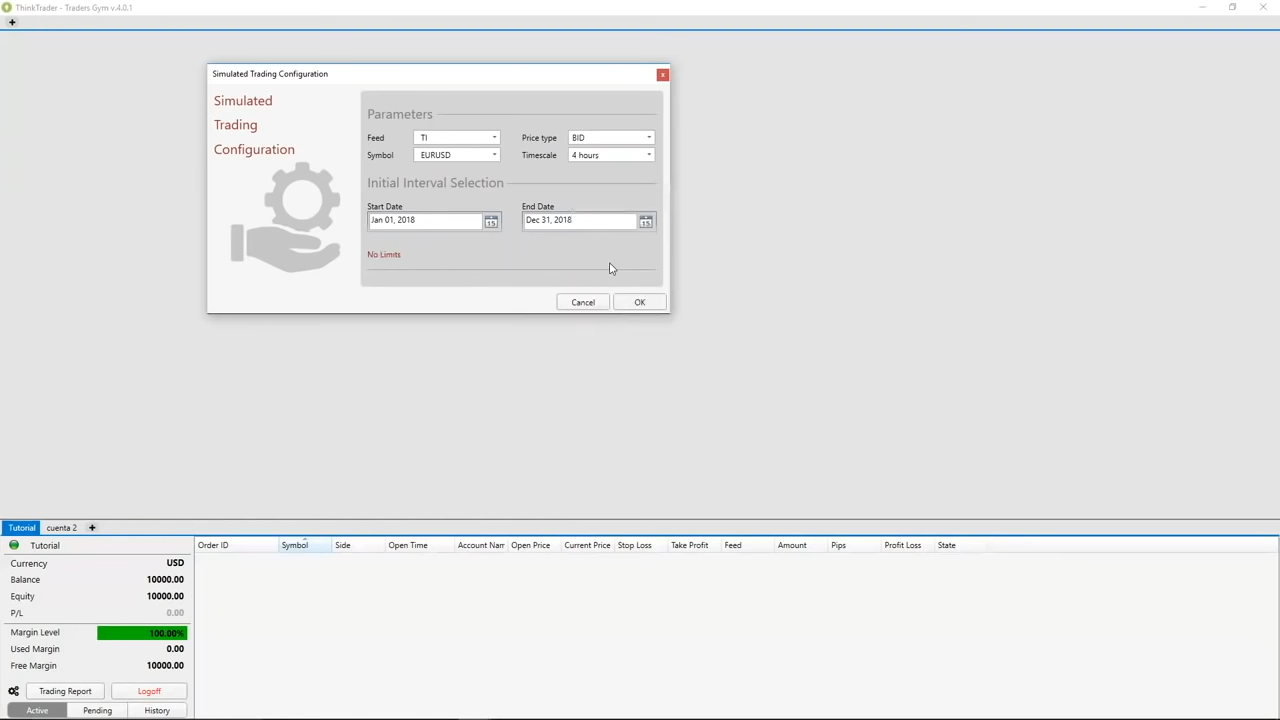 ThinkTrader - Traders Gym v.4.0.1
+
Simulated Trading Configuration
x
Simulated
Trading
Configuration
Parameters
Feed TI Price type BID
Symbol EURUSD Timescale 4 hours
Initial Interval Selection
Start Date End Date
Jan 01, 2018 15 Dec 31, 2018 15
No Limits
Cancel OK
Tutorial cuenta 2 +
Tutorial
Order ID Symbol Side Open Time Account Nam Open Price Current Price Stop Loss Take Profit Feed Amount Pips Profit Loss State
Currency USD
Balance 10000.00
Equity 10000.00
P/L 0.00
Margin Level 100.00%
Used Margin 0.00
Free Margin 10000.00
Trading Report Logoff
Active Pending History